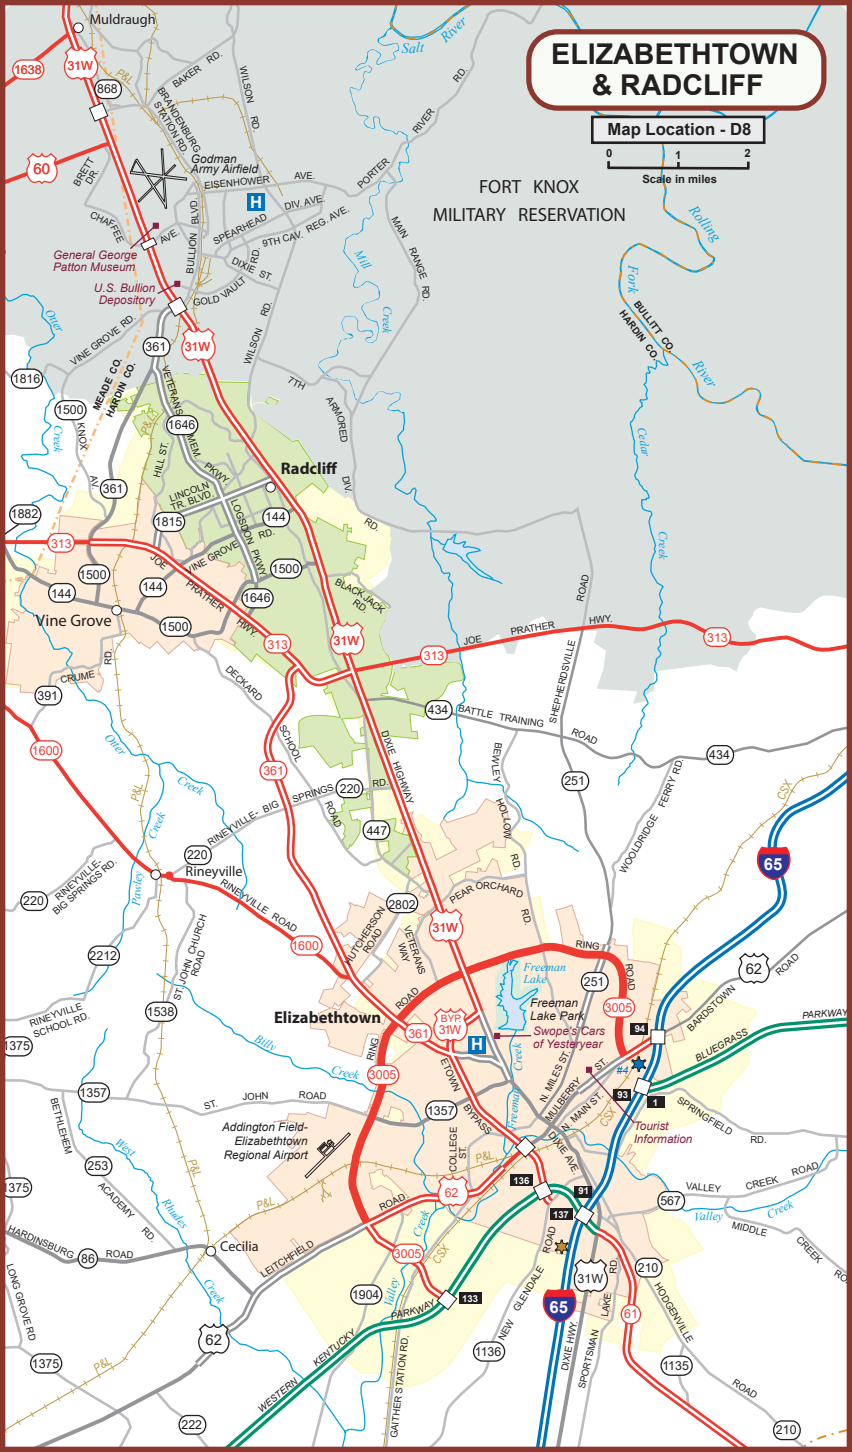 Muldraugh
Salt
River
ELIZABETHTOWN
& RADCLIFF
Map Location - D8
0 1 2
Scale in miles
1638
31W
P&L
BAKER RD.
WILSON RD.
868
BRANDENBURG
STATION RD.
60
BRETT
DR.
Godman
Army Airfield
EISENHOWER AVE.
PORTER RIVER RD.
H
FORT KNOX
MILITARY RESERVATION
DIV. AVE.
SPEARHEAD
9TH CAV. REG. AVE.
CHAFFEE AVE.
BULLION BLVD.
General George
Patton Museum
DIXIE ST.
RD.
MAIN RANGE RD.
U.S. Bullion
Depository
GOLD VAULT
Mill
Creek
Rolling
Fork
River
BULLITT CO.
HARDIN CO.
Otter
Creek
VINE GROVE RD.
361
31W
WILSON RD.
MEADE CO.
HARDIN CO.
1816
1500
KNOX AV.
VETERANS MEM. PKWY.
1646
P&L
HILL ST.
7TH ARMORED DIV. RD.
Cedar
Creek
Radcliff
361
LINCOLN
TR. BLVD.
1882
1815
144
LOGSDON PKWY.
313
JOE PRATHER HWY.
VINE GROVE RD.
1500
1500
144
144
1646
BLACKJACK
RD.
Vine Grove
1500
31W
313
313
JOE PRATHER HWY.
313
SHEPHERDSVILLE ROAD
CRUME RD.
391
DECKARD SCHOOL ROAD
434
BATTLE TRAINING ROAD
434
1600
Otter
Creek
361
DIXIE HIGHWAY
BEWLEY HOLLOW RD.
251
WOOLDRIDGE FERRY RD.
CSX
P&L
RINEYVILLE- BIG SPRINGS RD.
220
447
65
220
Rineyville
Pawley
Creek
RINEYVILLE-
BIG SPRINGS RD.
220
RINEYVILLE ROAD
PEAR ORCHARD
RD.
2802
HUTCHERSON
ROAD
VETERANS
WAY
31W
2212
ST JOHN CHURCH
ROAD
1600
RING ROAD
251
62
BARDSTOWN ROAD
RINEYVILLE
SCHOOL RD.
1538
Elizabethtown
RING ROAD
Freeman
Lake
Freeman
Lake Park
3005
94
BLUEGRASS PARKWAY
1375
Billy
Creek
361
BYP.
31W
Swope's Cars
of Yesteryear
H
3005
#4
1357
ST. JOHN ROAD
ETOWN BYPASS
Freeman
Creek
N. MILES ST.
MULBERRY ST.
N. MAIN ST.
93
1
BETHLEHEM ACADEMY RD.
1357
CSX
SPRINGFIELD RD.
Addington Field-
Elizabethtown
Regional Airport
Tourist
Information
West
Rhudes
Creek
253
COLLEGE
ST.
DIXIE AVE.
P&L
P&L
1375
P&L
136
91
VALLEY CREEK ROAD
567
Valley
Creek
62
137
MIDDLE CREEK RO
HARDINSBURG ROAD
86
Cecilia
LEITCHFIELD ROAD
Creek
Valley
CSX
3005
NEW GLENDALE ROAD
31W
210
LONG GROVE RD
1904
133
65
LAKE RD.
SPORTSMAN
61
HODGENVILLE ROAD
62
WESTERN KENTUCKY PARKWAY
1136
DIXIE HWY.
1375
P&L
GAITHER STATION RD.
1135
222
210